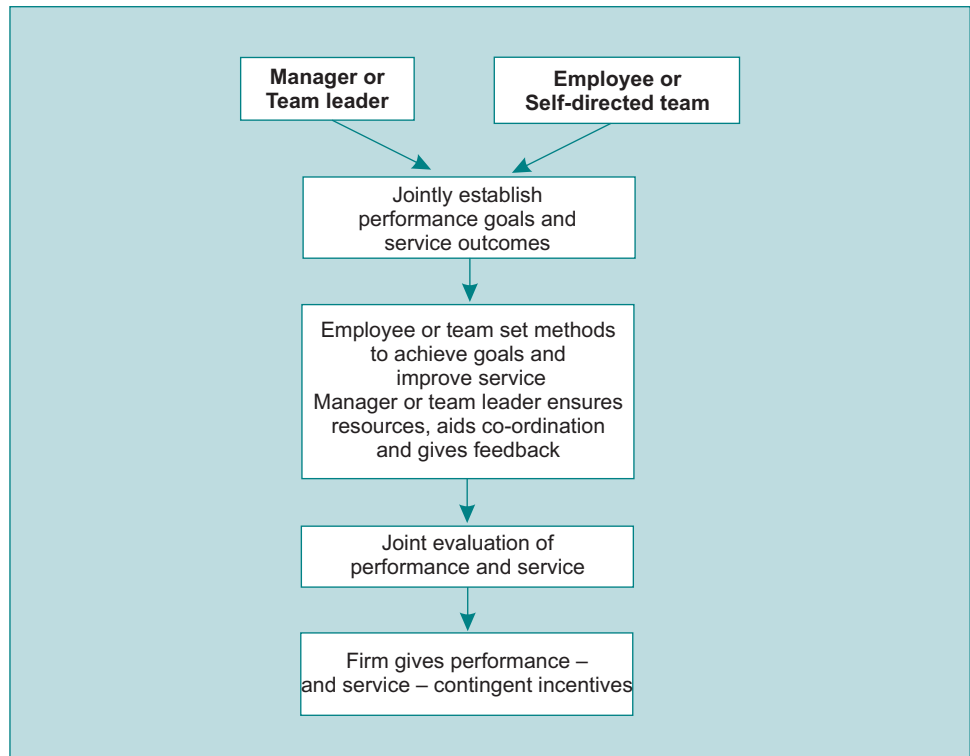 Manager or
Team leader
Employee or
Self-directed team
Jointly establish
performance goals and
service outcomes
Employee or team set methods
to achieve goals and
improve service
Manager or team leader ensures
resources, aids co-ordination
and gives feedback
Joint evaluation of
performance and service
Firm gives performance –
and service – contingent incentives